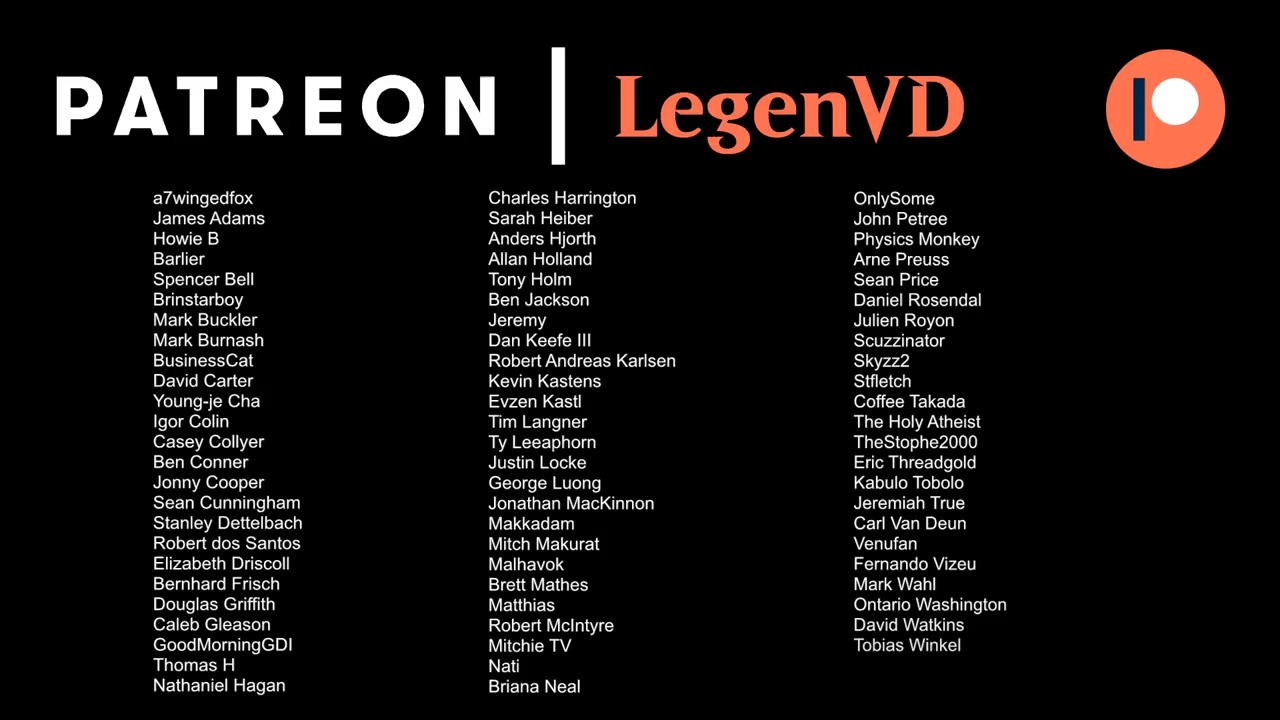 PATREON | LegenVD
a7wingedfox
James Adams
Howie B
Barlier
Spencer Bell
Brinstarboy
Mark Buckler
Mark Burnash
BusinessCat
David Carter
Young-je Cha
Igor Colin
Casey Collyer
Ben Conner
Jonny Cooper
Sean Cunningham
Stanley Dettelbach
Robert dos Santos
Elizabeth Driscoll
Bernhard Frisch
Douglas Griffith
Caleb Gleason
GoodMorningGDI
Thomas H
Nathaniel Hagan
Charles Harrington
Sarah Heiber
Anders Hjorth
Allan Holland
Tony Holm
Ben Jackson
Jeremy
Dan Keefe III
Robert Andreas Karlsen
Kevin Kastens
Evzen Kastl
Tim Langner
Ty Leeaphorn
Justin Locke
George Luong
Jonathan MacKinnon
Makkadam
Mitch Makurat
Malhavok
Brett Mathes
Matthias
Robert McIntyre
Mitchie TV
Nati
Briana Neal
OnlySome
John Petree
Physics Monkey
Arne Preuss
Sean Price
Daniel Rosendal
Julien Royon
Scuzzinator
Skyzz2
Stfletch
Coffee Takada
The Holy Atheist
TheStophe2000
Eric Threadgold
Kabulo Tobolo
Jeremiah True
Carl Van Deun
Venufan
Fernando Vizeu
Mark Wahl
Ontario Washington
David Watkins
Tobias Winkel